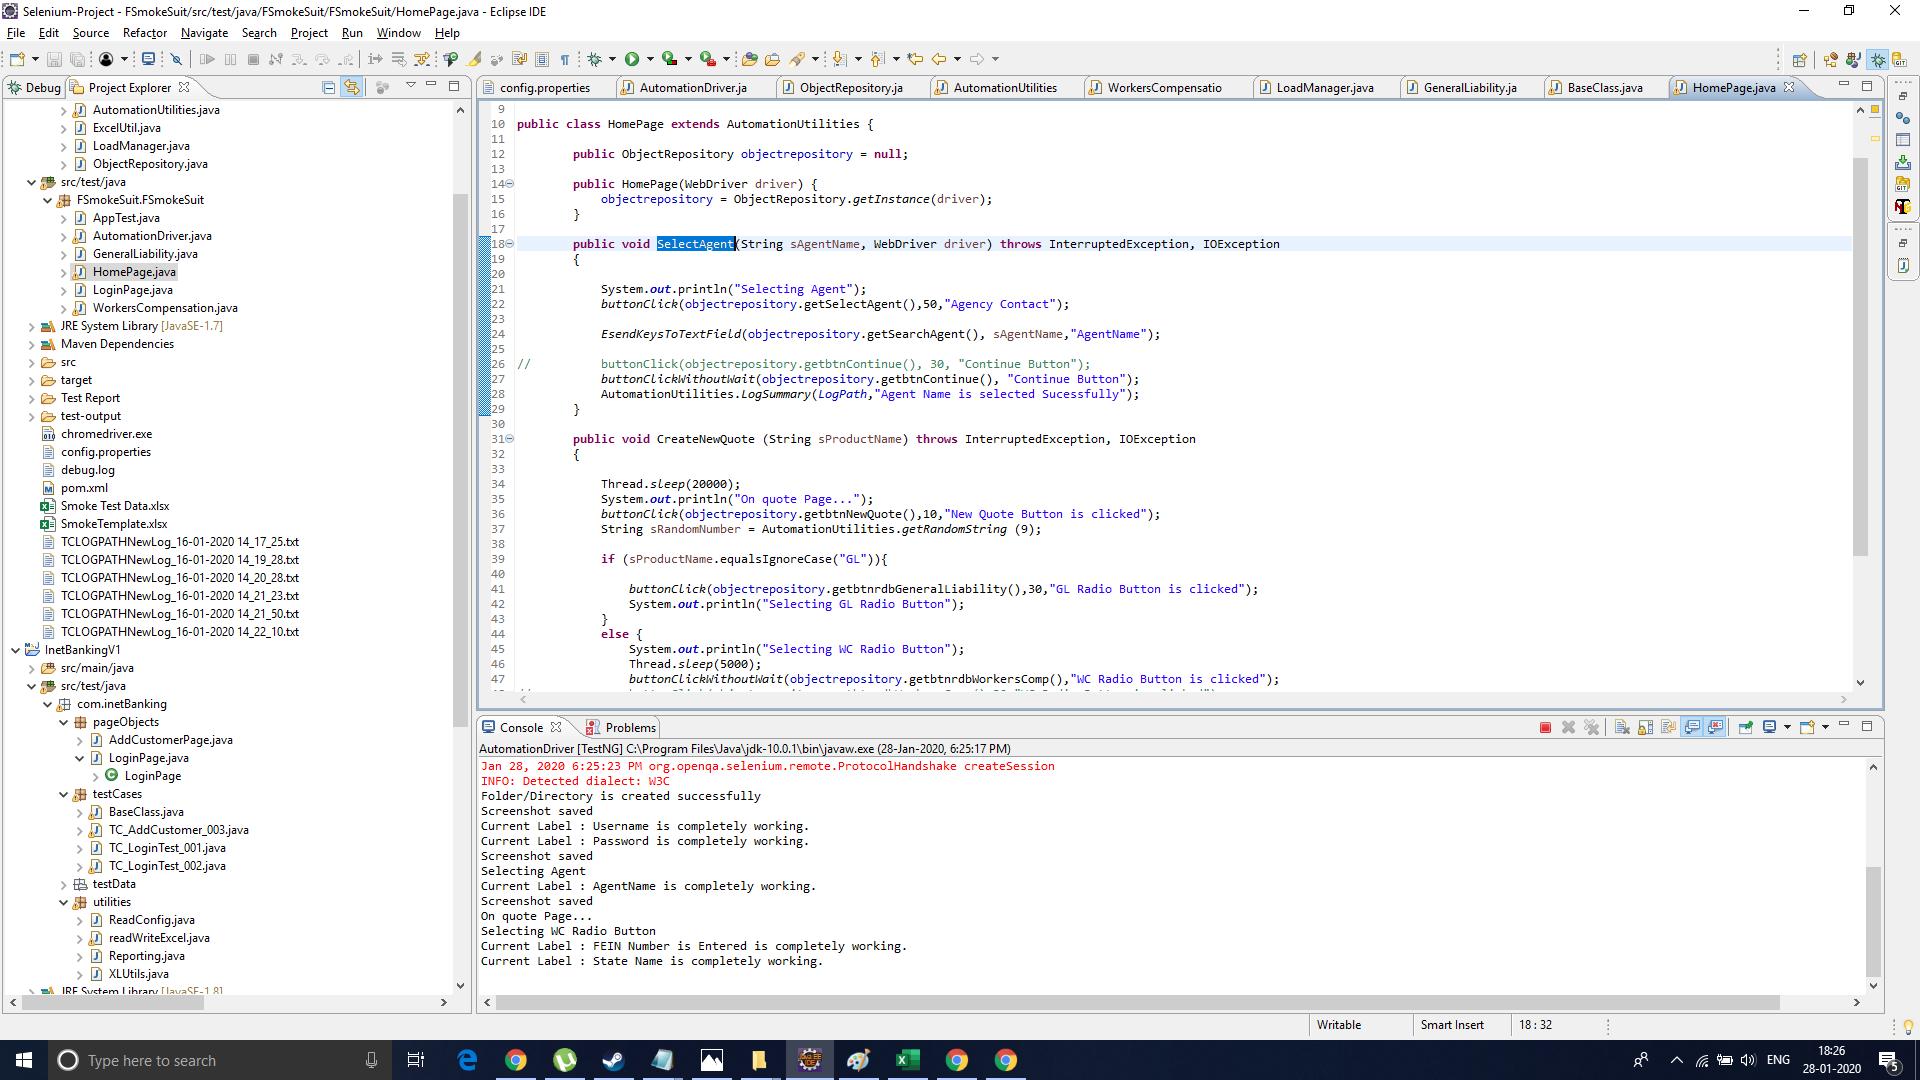 Selenium-Project - FSmokeSuit/src/test/java/FSmokeSuit/FSmokeSuit/HomePage.java - Eclipse IDE
File Edit Source Refactor Navigate Search Project Run Window Help
Debug Project Explorer
AutomationUtilities.java
ExcelUtil.java
LoadManager.java
ObjectRepository.java
src/test/java
FSmokeSuit.FSmokeSuit
AppTest.java
AutomationDriver.java
GeneralLiability.java
HomePage.java
LoginPage.java
WorkersCompensation.java
JRE System Library [JavaSE-1.7]
Maven Dependencies
src
target
Test Report
test-output
chromedriver.exe
config.properties
debug.log
pom.xml
Smoke Test Data.xlsx
SmokeTemplate.xlsx
TCLOGPATHNewLog_16-01-2020 14_17_25.txt
TCLOGPATHNewLog_16-01-2020 14_19_28.txt
TCLOGPATHNewLog_16-01-2020 14_20_28.txt
TCLOGPATHNewLog_16-01-2020 14_21_23.txt
TCLOGPATHNewLog_16-01-2020 14_21_50.txt
TCLOGPATHNewLog_16-01-2020 14_22_10.txt
InetBankingV1
src/main/java
src/test/java
com.inetBanking
pageObjects
AddCustomerPage.java
LoginPage.java
LoginPage
testCases
BaseClass.java
TC_AddCustomer_003.java
TC_LoginTest_001.java
TC_LoginTest_002.java
testData
utilities
ReadConfig.java
readWriteExcel.java
Reporting.java
XLUtils.java
JRE System Library [JavaSE-1.8]
config.properties AutomationDriver.ja ObjectRepository.ja AutomationUtilities WorkersCompensatio LoadManager.java GeneralLiability.ja BaseClass.java HomePage.java
9
10 public class HomePage extends AutomationUtilities {
11
12 public ObjectRepository objectrepository = null;
13
14 public HomePage(WebDriver driver) {
15 objectrepository = ObjectRepository.getInstance(driver);
16 }
17
18 public void SelectAgent(String sAgentName, WebDriver driver) throws InterruptedException, IOException
19 {
20
21 System.out.println("Selecting Agent");
22 buttonClick(objectrepository.getSelectAgent(),50,"Agency Contact");
23
24 EsendKeysToTextField(objectrepository.getSearchAgent(), sAgentName,"AgentName");
25
26 // buttonClick(objectrepository.getbtnContinue(), 30, "Continue Button");
27 buttonClickWithoutWait(objectrepository.getbtnContinue(), "Continue Button");
28 AutomationUtilities.LogSummary(LogPath,"Agent Name is selected Sucessfully");
29 }
30
31 public void CreateNewQuote (String sProductName) throws InterruptedException, IOException
32 {
33
34 Thread.sleep(20000);
35 System.out.println("On quote Page...");
36 buttonClick(objectrepository.getbtnNewQuote(),10,"New Quote Button is clicked");
37 String sRandomNumber = AutomationUtilities.getRandomString (9);
38
39 if (sProductName.equalsIgnoreCase("GL")){
40
41 buttonClick(objectrepository.getbtnrdbGeneralLiability(),30,"GL Radio Button is clicked");
42 System.out.println("Selecting GL Radio Button");
43 }
44 else {
45 System.out.println("Selecting WC Radio Button");
46 Thread.sleep(5000);
47 buttonClickWithoutWait(objectrepository.getbtnrdbWorkersComp(),"WC Radio Button is clicked");
Console Problems
AutomationDriver [TestNG] C:\Program Files\Java\jdk-10.0.1\bin\javaw.exe (28-Jan-2020, 6:25:17 PM)
Jan 28, 2020 6:25:23 PM org.openqa.selenium.remote.ProtocolHandshake createSession
INFO: Detected dialect: W3C
Folder/Directory is created successfully
Screenshot saved
Current Label : Username is completely working.
Current Label : Password is completely working.
Screenshot saved
Selecting Agent
Current Label : AgentName is completely working.
Screenshot saved
On quote Page...
Selecting WC Radio Button
Current Label : FEIN Number is Entered is completely working.
Current Label : State Name is completely working.
Writable Smart Insert 18 : 32
Type here to search
ENG
18:26
28-01-2020
5